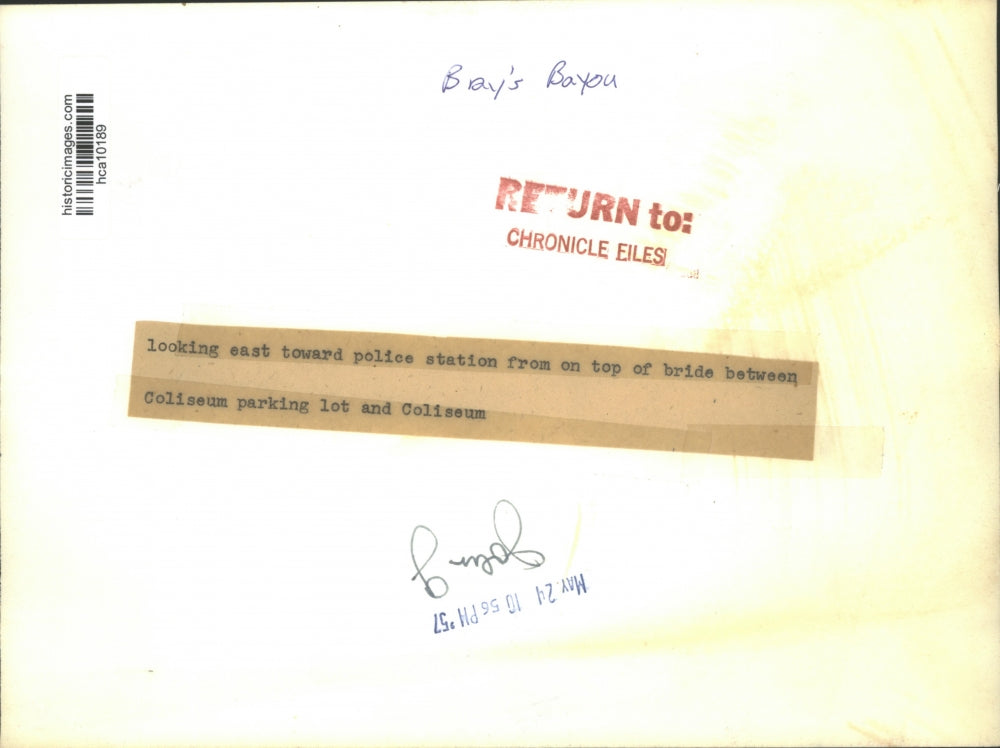 Bray's Bayou
historicimages.com
hca10189
RETURN to:
CHRONICLE FILES
looking east toward police station from on top of bride between
Coliseum parking lot and Coliseum
MAY 24 10 56 PM '57